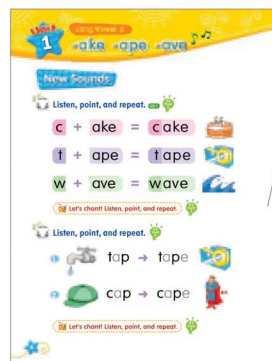 Unit 1
Long Vowel a
-ake -ape -ave
New Sounds
Listen, point, and repeat.
c + ake = cake
t + ape = tape
w + ave = wave
Let's chant! Listen, point, and repeat.
Listen, point, and repeat.
1 tap → tape
2 cap → cape
Let's chant! Listen, point, and repeat.